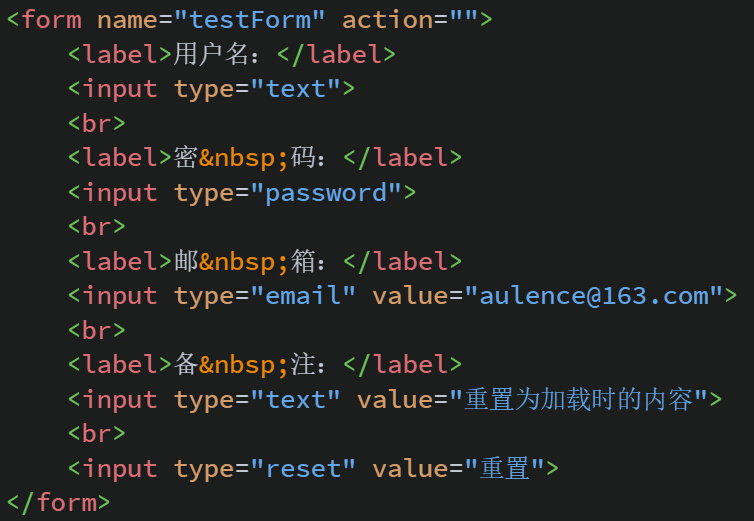 <form name="testForm" action="">
    <label>用户名：</label>
    <input type="text">
    <br>
    <label>密&nbsp;码：</label>
    <input type="password">
    <br>
    <label>邮&nbsp;箱：</label>
    <input type="email" value="aulence@163.com">
    <br>
    <label>备&nbsp;注：</label>
    <input type="text" value="重置为加载时的内容">
    <br>
    <input type="reset" value="重置">
</form>